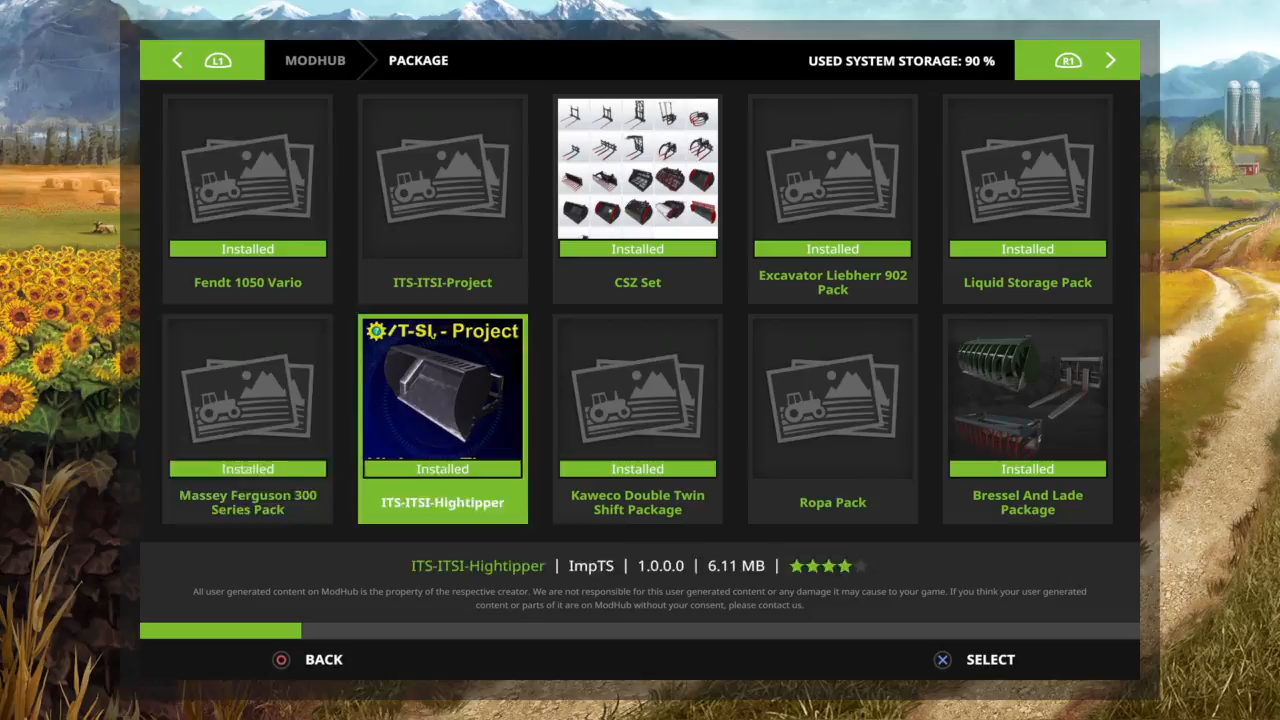 L1
MODHUB
PACKAGE
USED SYSTEM STORAGE: 90 %
R1
Installed
Installed
Installed
Installed
Fendt 1050 Vario
ITS-ITSI-Project
CSZ Set
Excavator Liebherr 902
Pack
Liquid Storage Pack
- Project
Installed
Installed
Installed
Installed
Massey Ferguson 300
Series Pack
ITS-ITSI-Hightipper
Kaweco Double Twin
Shift Package
Ropa Pack
Bressel And Lade
Package
ITS-ITSI-Hightipper | ImpTS | 1.0.0.0 | 6.11 MB |
All user generated content on ModHub is the property of the respective creator. We are not responsible for this user generated content or any damage it may cause to your game. If you think your user generated
content or parts of it are on ModHub without your consent, please contact us.
BACK
SELECT